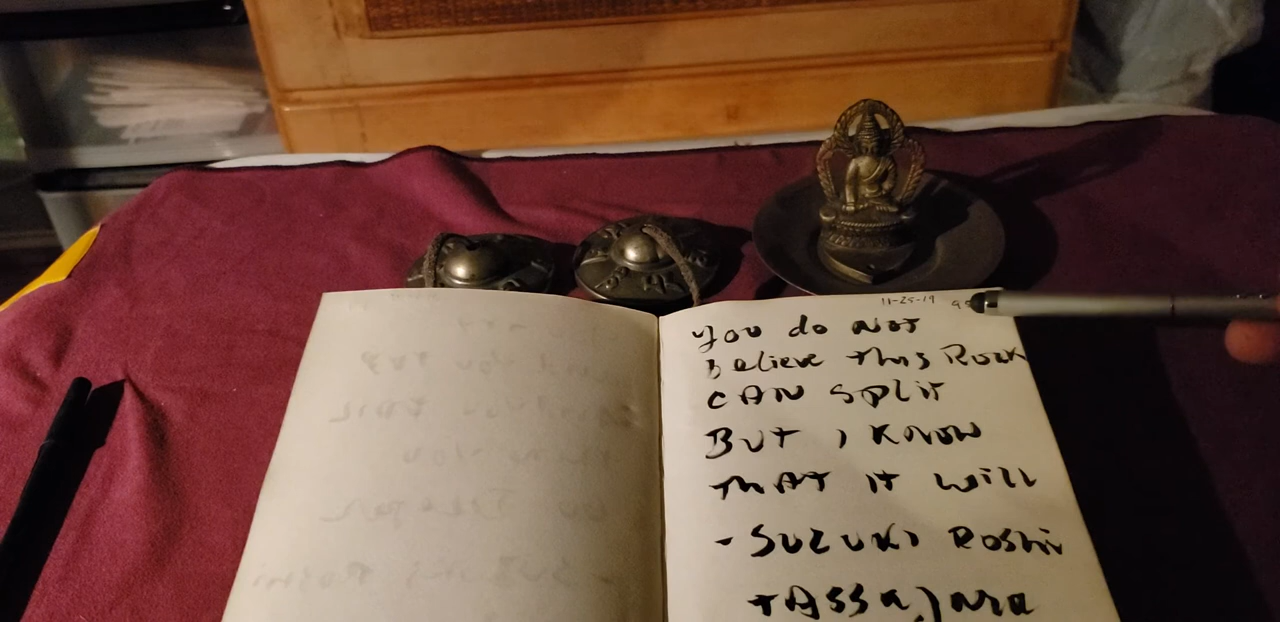 11-25-19
you do NOT
Believe this Rock
CAN split
BUT I KNOW
THAT IT WILL
- SUZUKI ROSHI
TASSAjARA